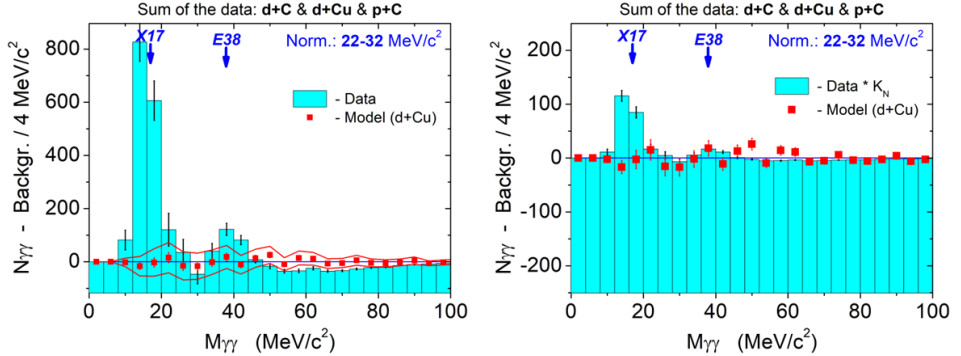 Sum of the data: d+C & d+Cu & p+C
X17
E38
Norm.: 22-32 MeV/c²
- Data
- Model (d+Cu)
Nγγ - Backgr. / 4 MeV/c²
800
600
400
200
0
0 20 40 60 80 100
Mγγ (MeV/c²)
Sum of the data: d+C & d+Cu & p+C
X17
E38
Norm.: 22-32 MeV/c²
- Data * K_N
- Model (d+Cu)
Nγγ - Backgr. / 4 MeV/c²
200
100
0
-100
-200
0 20 40 60 80 100
Mγγ (MeV/c²)